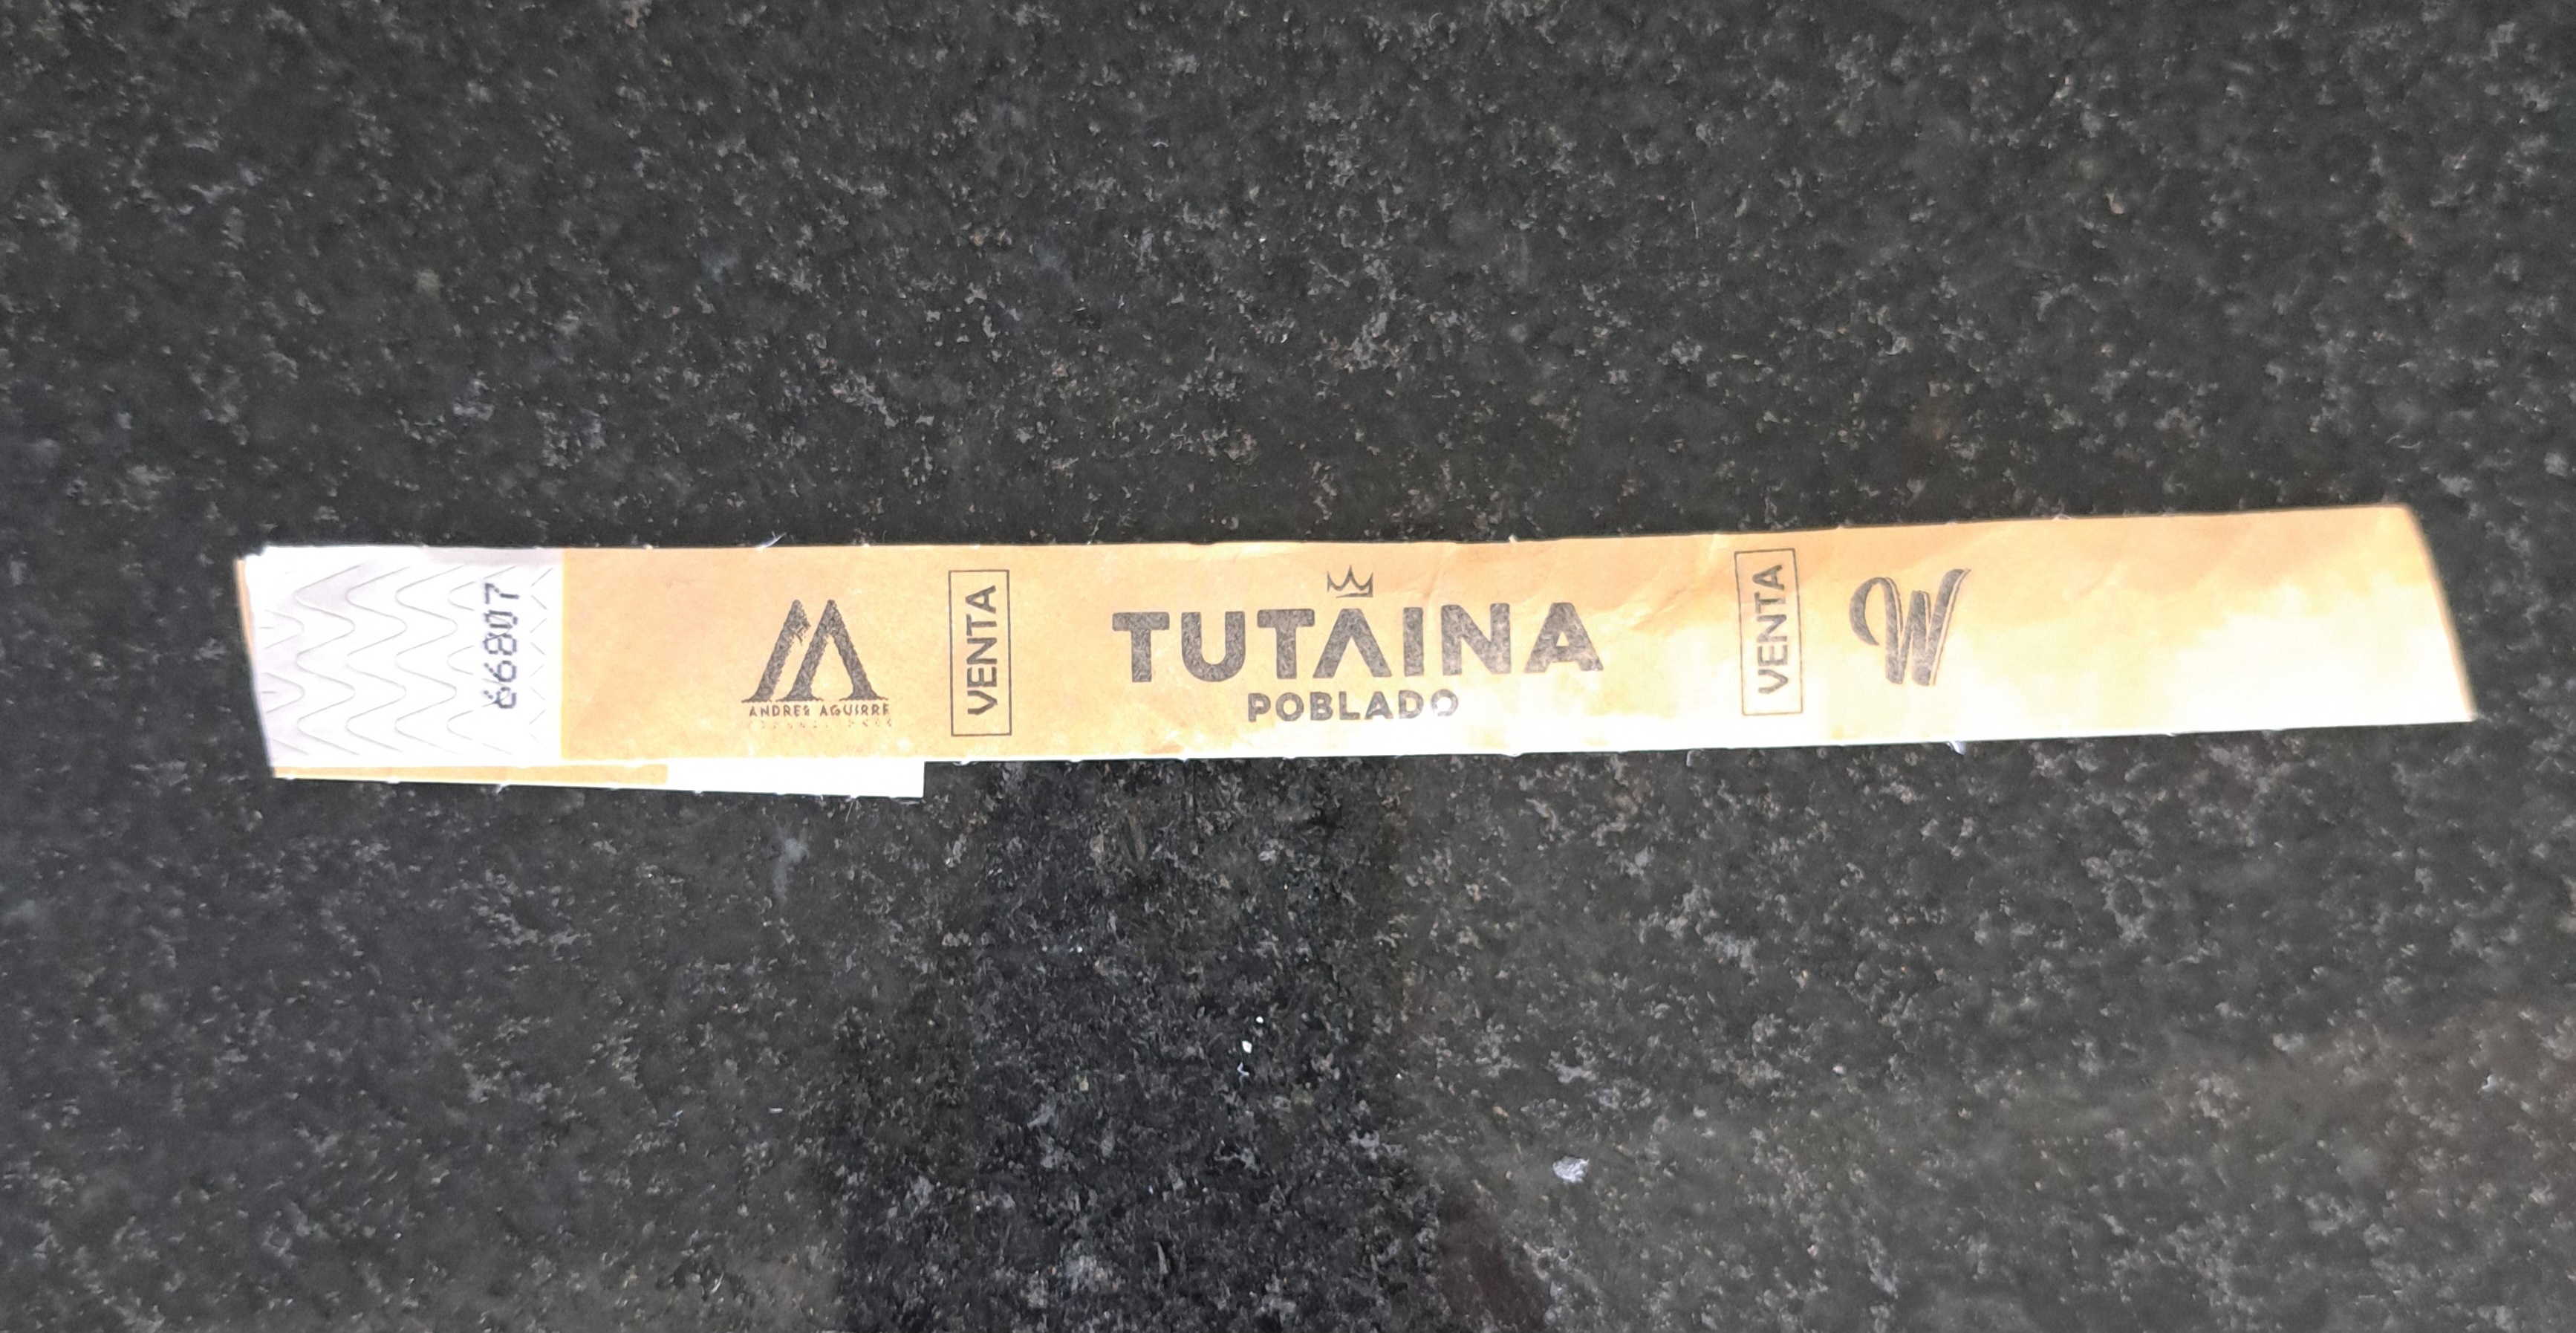 66807
ANDRES AGUIRRE
VENTA
TUTAINA
POBLADO
VENTA
W